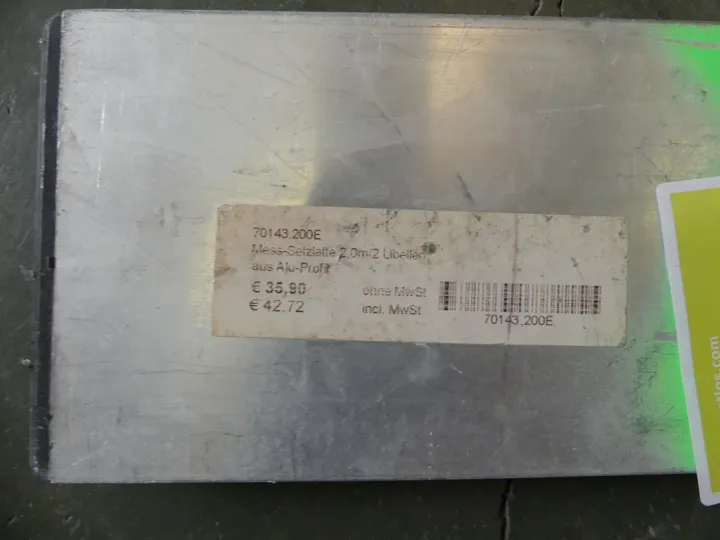 70143.200E
Mess-Setzlatte 2,0m/2 Libellen
aus Alu-Profil
€ 35,90 ohne MwSt
€ 42,72 incl. MwSt
70143.200E